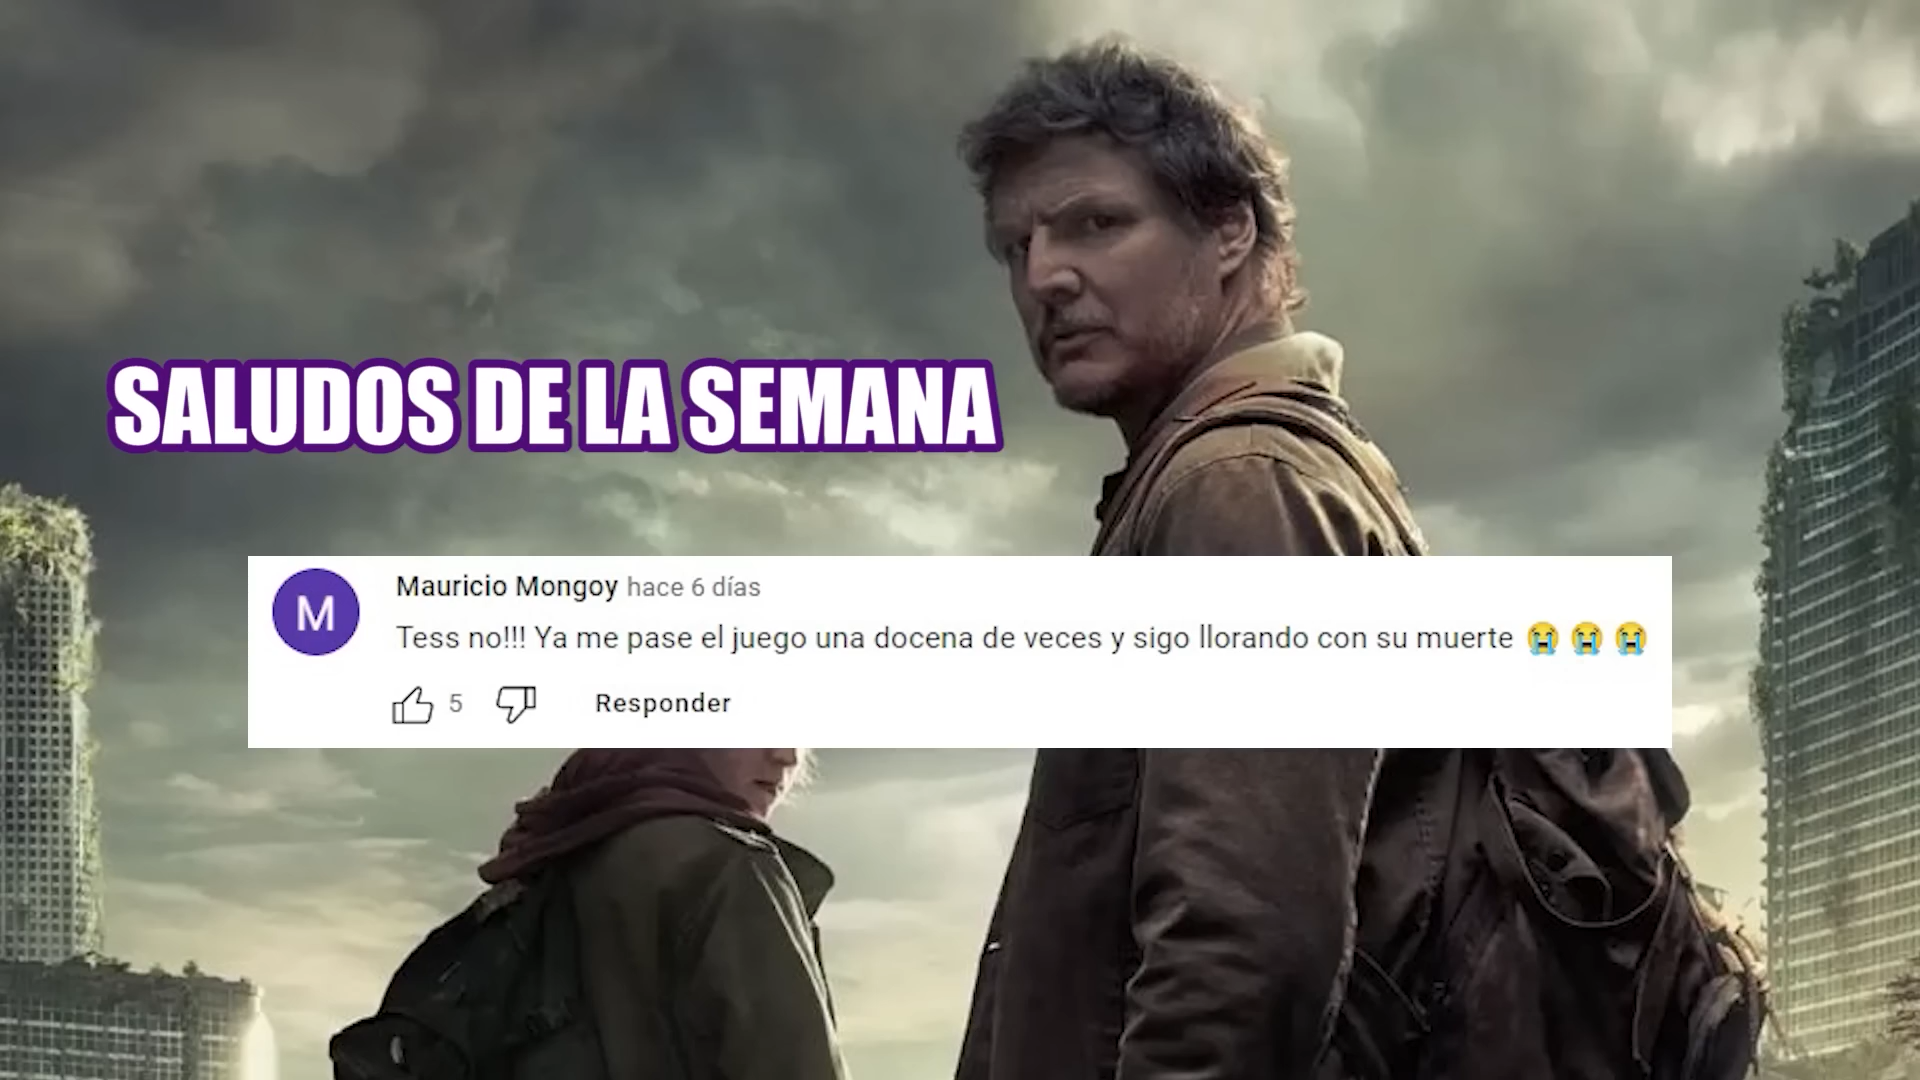 SALUDOS DE LA SEMANA
M
Mauricio Mongoy hace 6 días
Tess no!!! Ya me pase el juego una docena de veces y sigo llorando con su muerte 😭 😭 😭
5 Responder